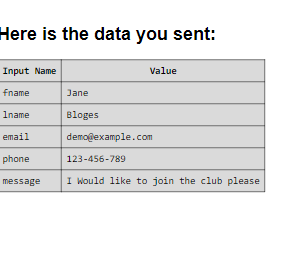 Here is the data you sent:
Input Name Value
fname Jane
lname Bloges
email demo@example.com
phone 123-456-789
message I Would like to join the club please